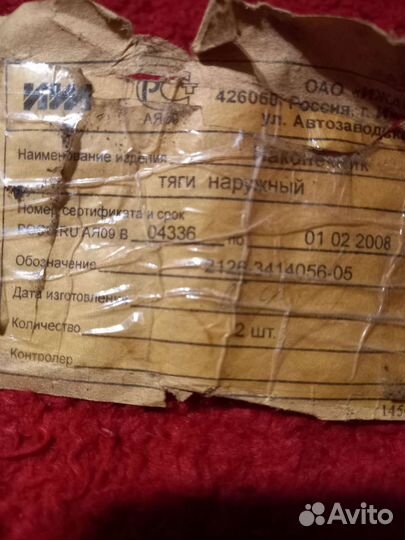 ИЖ РСТ ОАО «ИЖА
АЯ09 426060, Россия, г. И
ул. Автозаводс
Наименование изделия наконечник
тяги наружный
Номер сертификата и срок
РОСС RU АЯ09 В 04336 по 01 02 2008
Обозначение 2126-3414056-05
Дата изготовления
Количество 2 шт.
Контролер
145
Avito